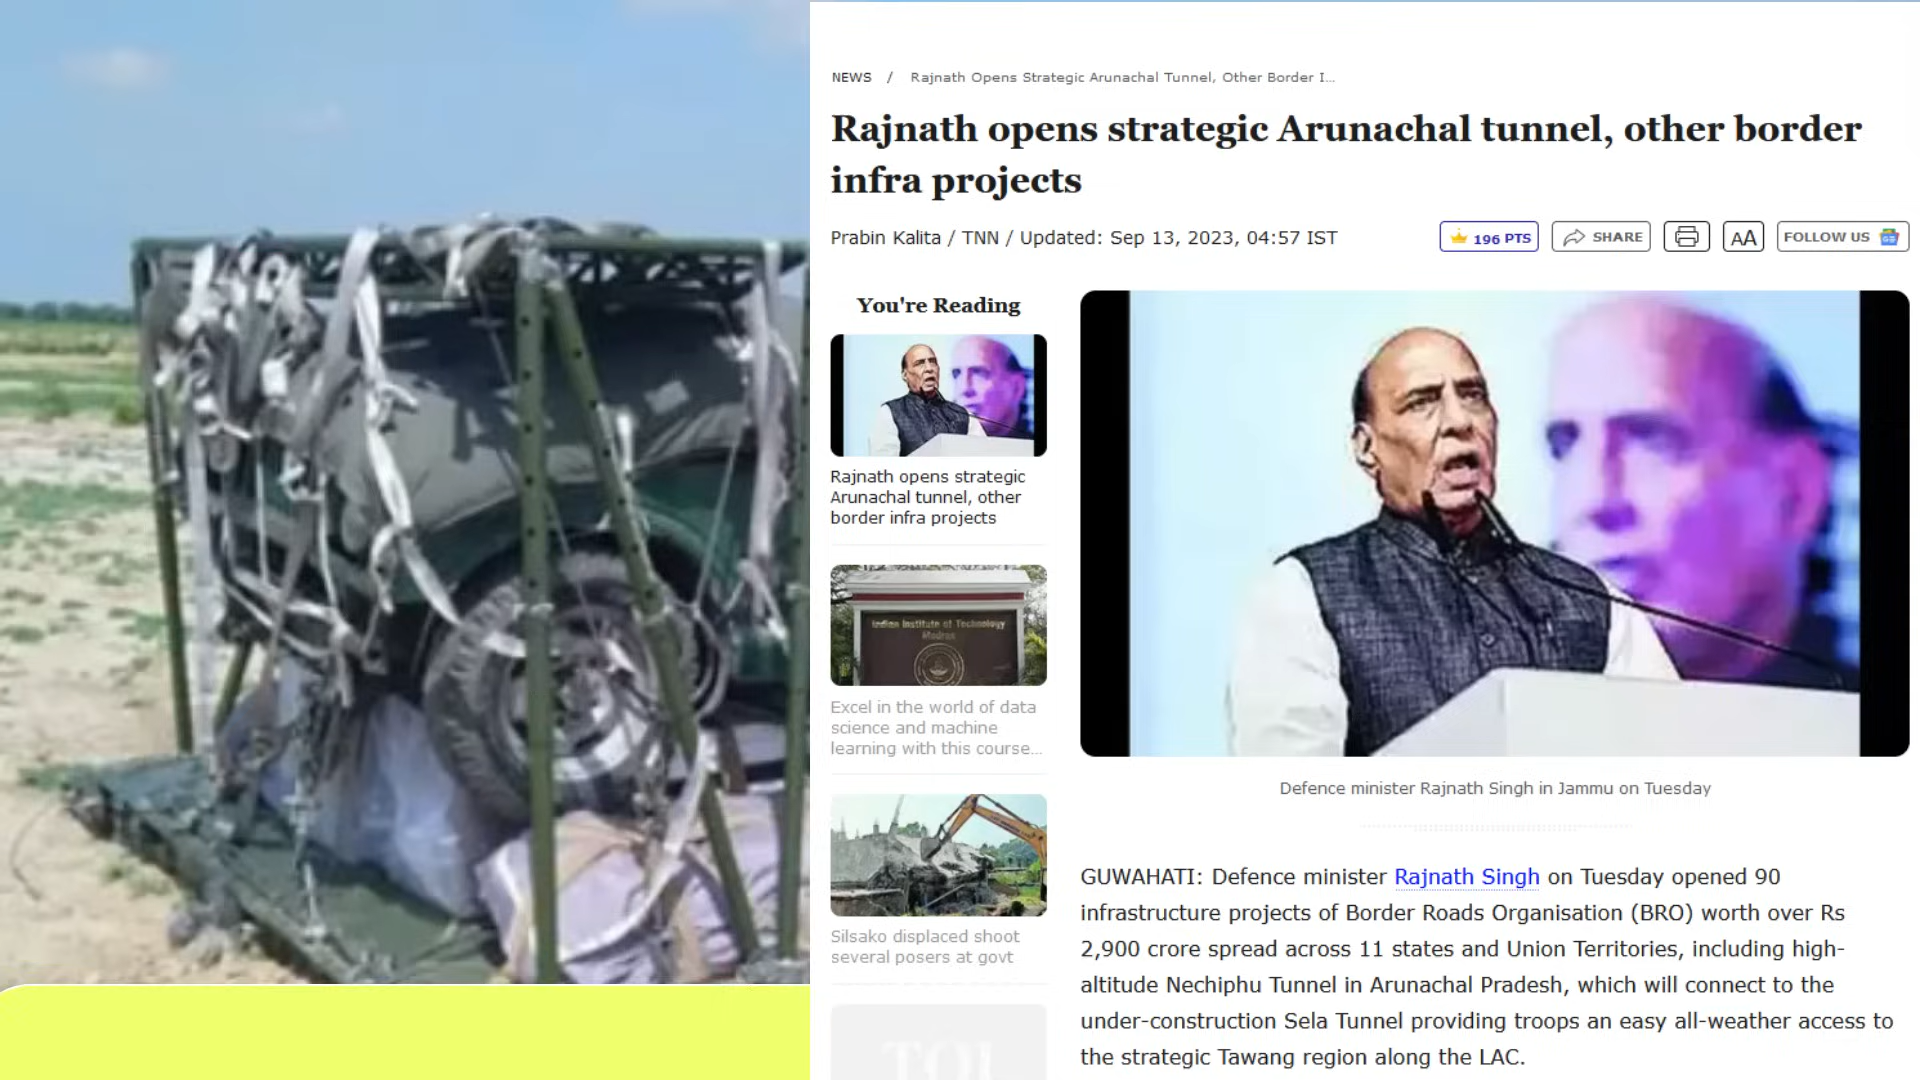 NEWS / Rajnath Opens Strategic Arunachal Tunnel, Other Border I...
Rajnath opens strategic Arunachal tunnel, other border
infra projects
Prabin Kalita / TNN / Updated: Sep 13, 2023, 04:57 IST
196 PTS
SHARE
AA
FOLLOW US
You're Reading
Rajnath opens strategic
Arunachal tunnel, other
border infra projects
Indian Institute of Technology
Madras
Excel in the world of data
science and machine
learning with this course...
Silsako displaced shoot
several posers at govt
TOI
Defence minister Rajnath Singh in Jammu on Tuesday
GUWAHATI: Defence minister Rajnath Singh on Tuesday opened 90
infrastructure projects of Border Roads Organisation (BRO) worth over Rs
2,900 crore spread across 11 states and Union Territories, including high-
altitude Nechiphu Tunnel in Arunachal Pradesh, which will connect to the
under-construction Sela Tunnel providing troops an easy all-weather access to
the strategic Tawang region along the LAC.